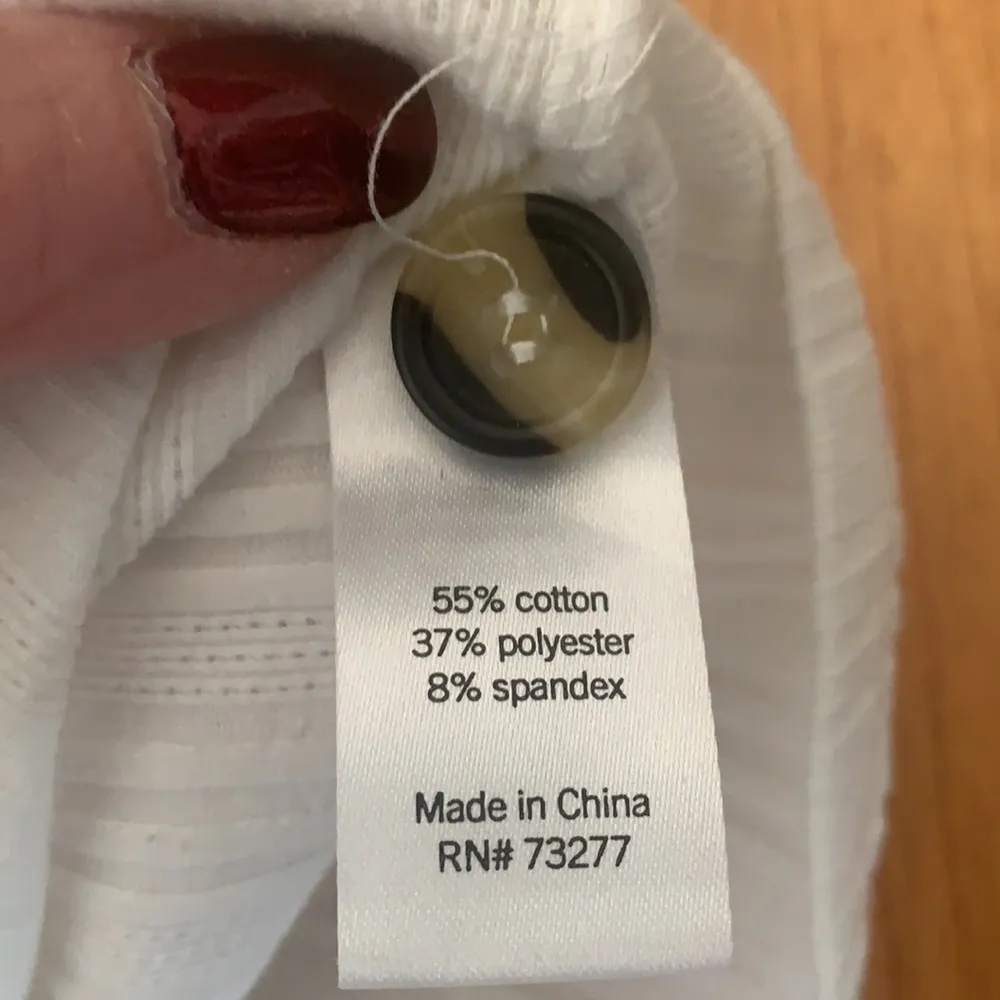 55% cotton
37% polyester
8% spandex
Made in China
RN# 73277